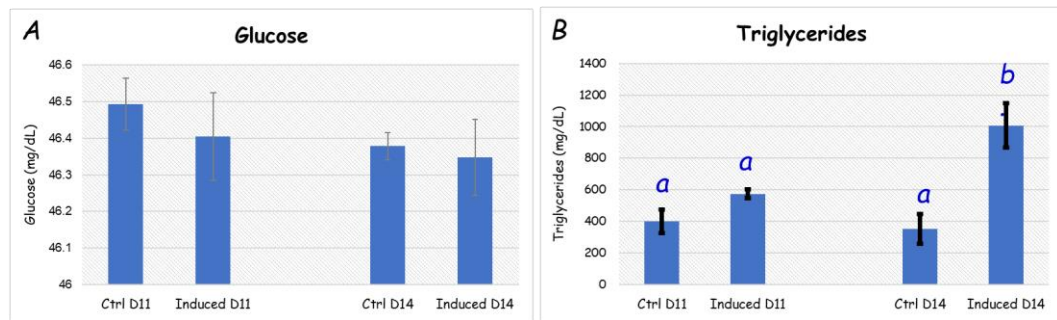 A
Glucose
Glucose (mg/dL)
46.6
46.5
46.4
46.3
46.2
46.1
46
Ctrl D11 Induced D11 Ctrl D14 Induced D14
B
Triglycerides
Triglycerides (mg/dL)
1400
1200
1000
800
600
400
200
0
a a a b
Ctrl D11 Induced D11 Ctrl D14 Induced D14